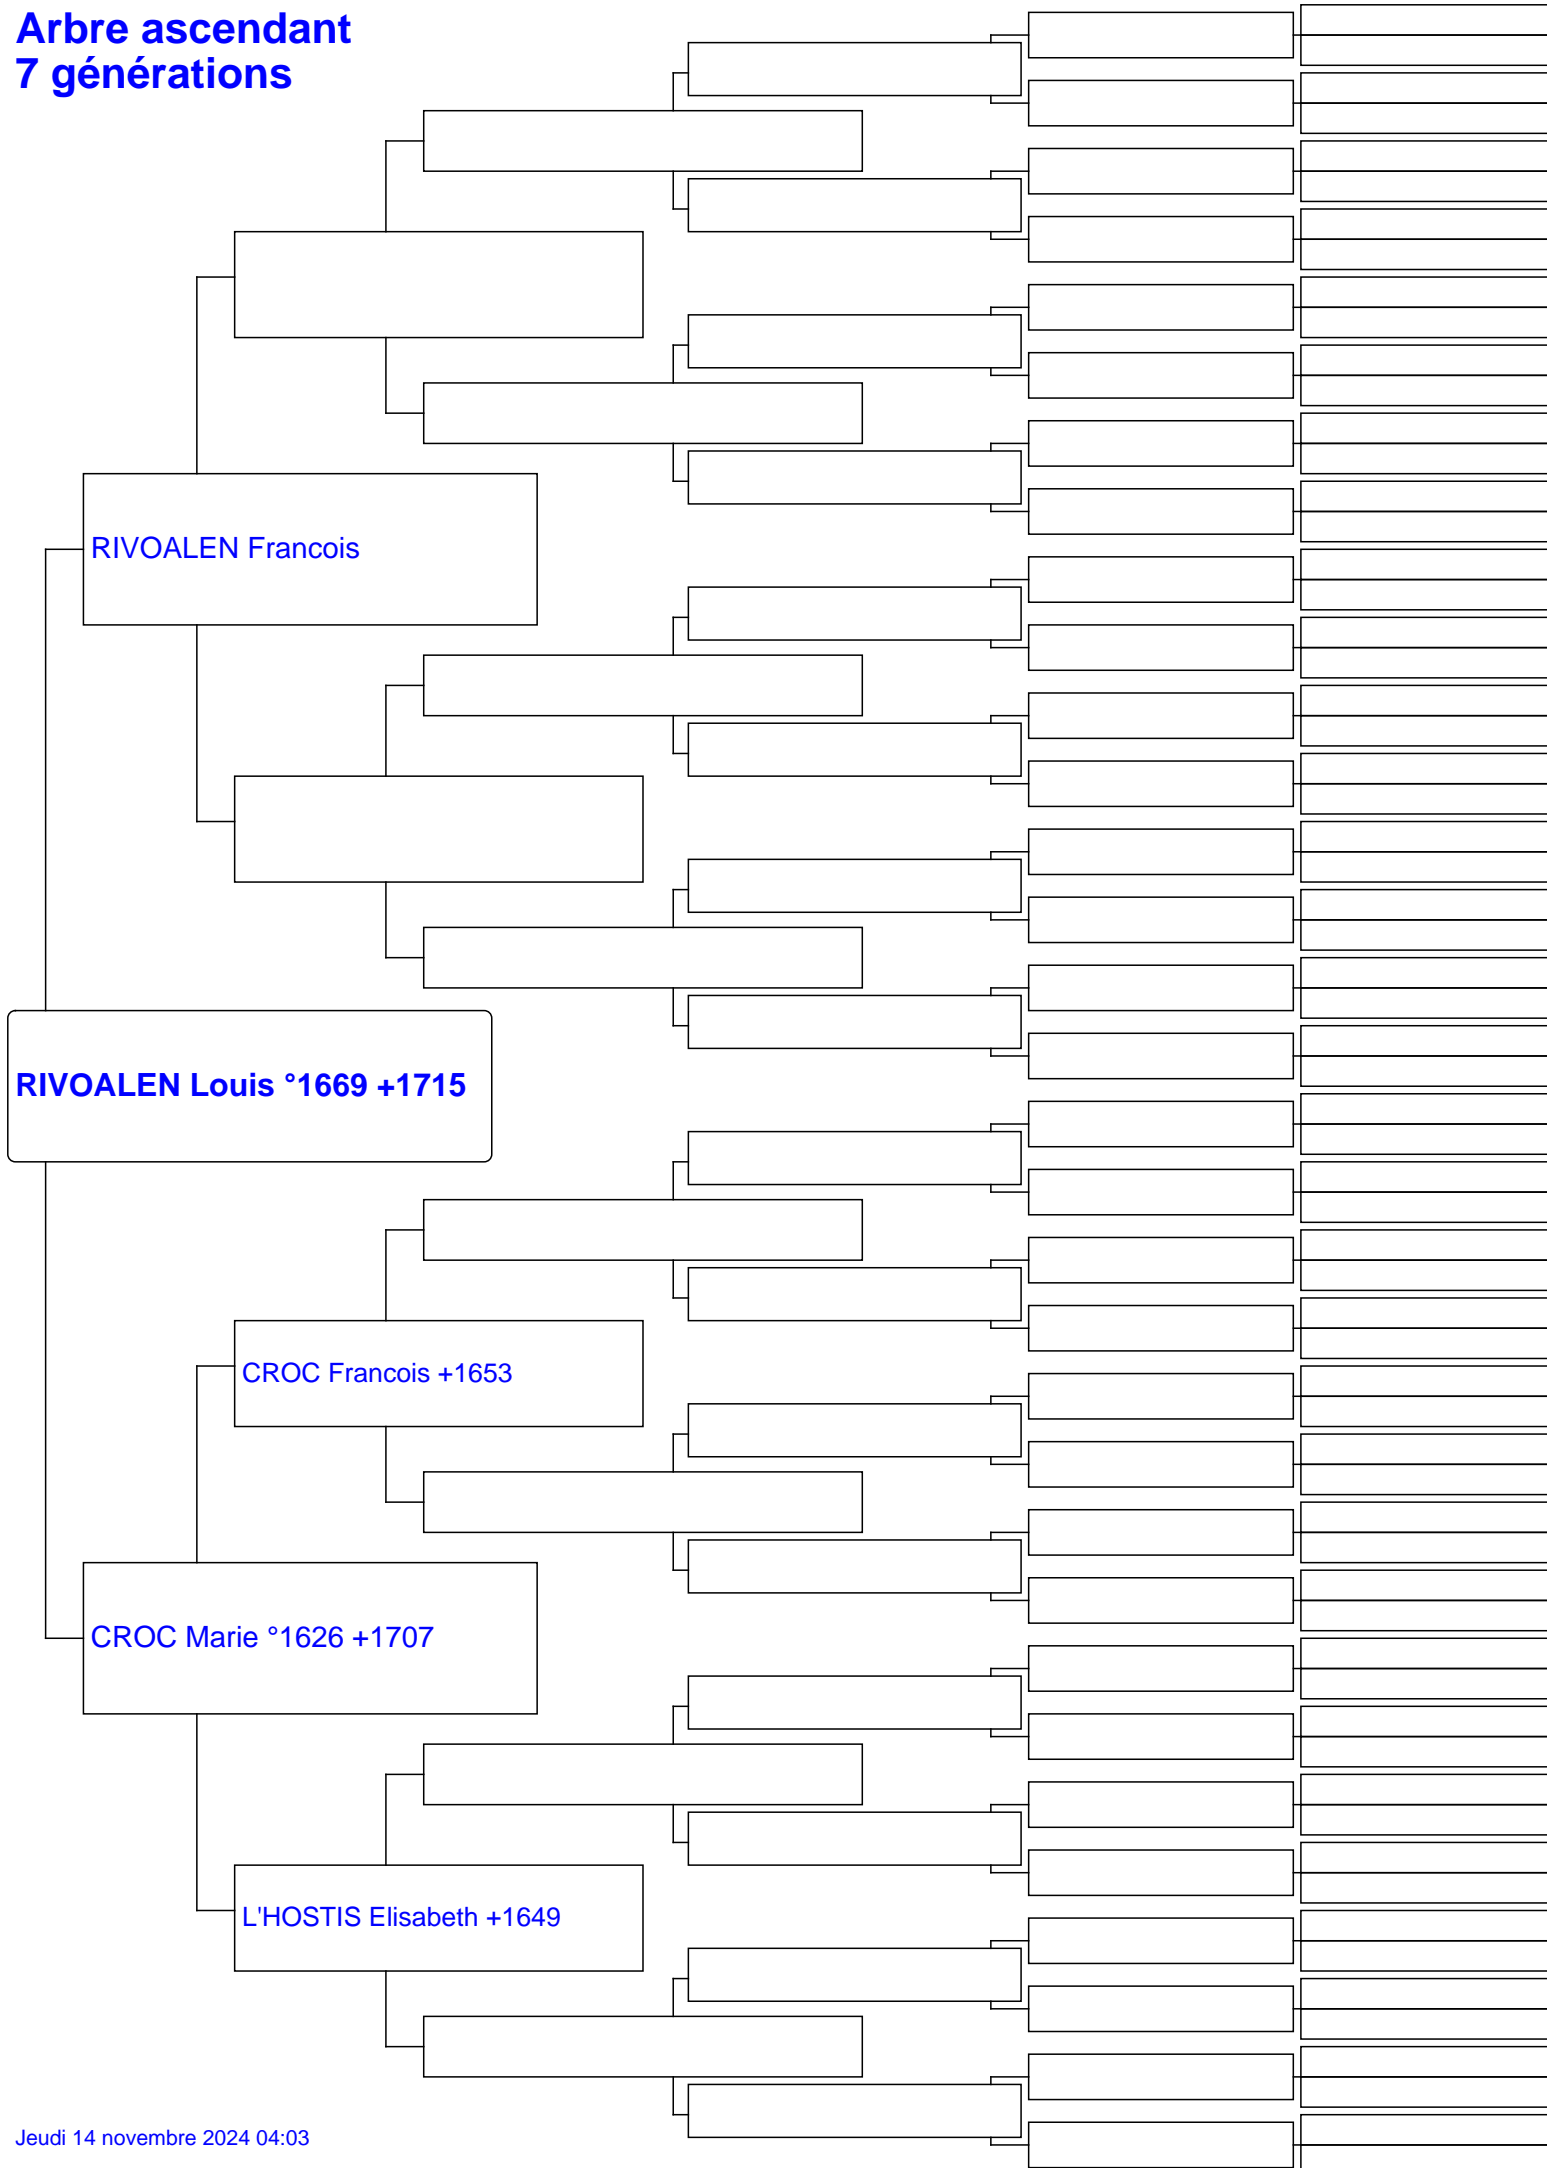 Arbre ascendant
7 générations
RIVOALEN Francois
RIVOALEN Louis °1669 +1715
CROC Francois +1653
CROC Marie °1626 +1707
L'HOSTIS Elisabeth +1649
Jeudi 14 novembre 2024 04:03